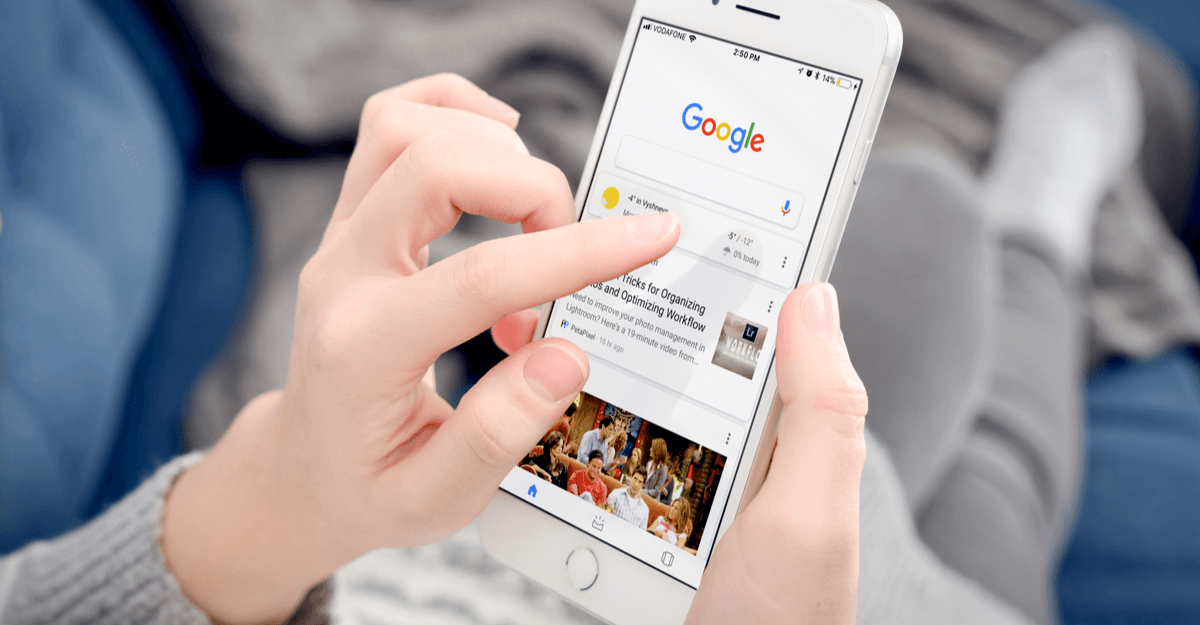 VODAFONE
2:50 PM
14%
Google
-4° in Vyshneve
-5° / -12°
0% today
Tricks for Organizing
and Optimizing Workflow
need to improve your photo management in
Lightroom? Here's a 19-minute video from...
PetaPixel · 16 hr ago
Lr
WORKFLO